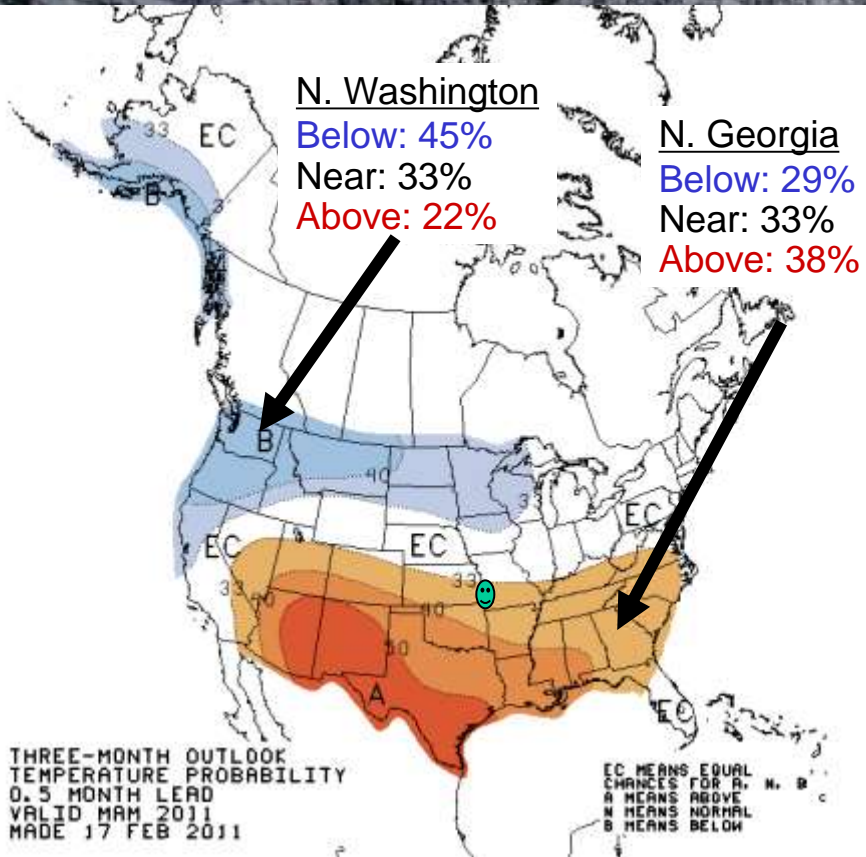 N. Washington
Below: 45%
Near: 33%
Above: 22%
N. Georgia
Below: 29%
Near: 33%
Above: 38%
33
EC
B
3
B
40
3
EC
EC
EC
33
33
40
40
50
A
EC
THREE-MONTH OUTLOOK
TEMPERATURE PROBABILITY
0.5 MONTH LEAD
VALID MAM 2011
MADE 17 FEB 2011
EC MEANS EQUAL
CHANCES FOR A, N, B
A MEANS ABOVE
N MEANS NORMAL
B MEANS BELOW